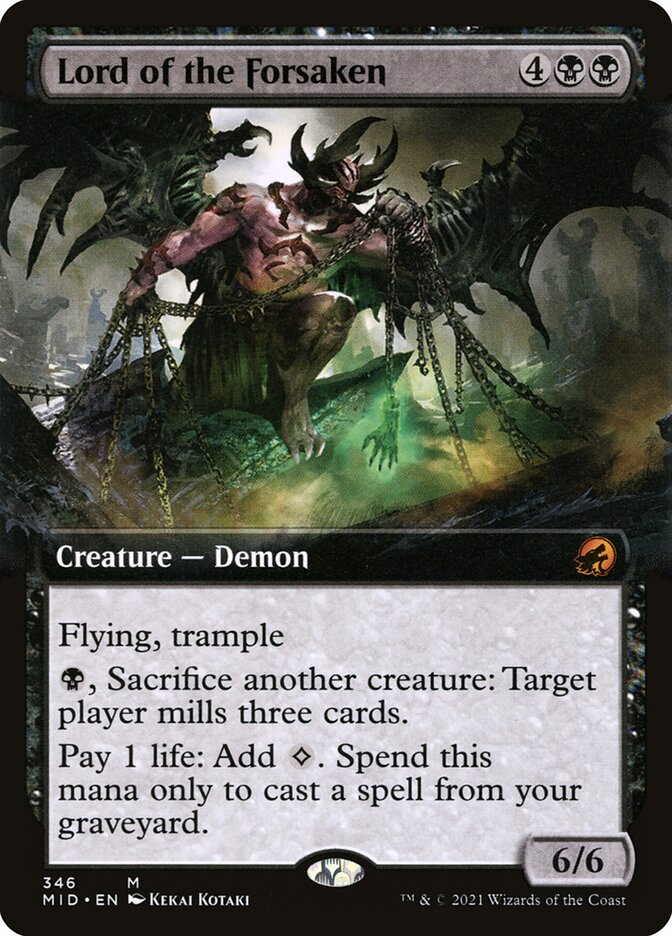 Lord of the Forsaken 4
Creature — Demon
Flying, trample
, Sacrifice another creature: Target
player mills three cards.
Pay 1 life: Add . Spend this
mana only to cast a spell from your
graveyard.
6/6
346 M
MID • EN KEKAI KOTAKI
™ & © 2021 Wizards of the Coast